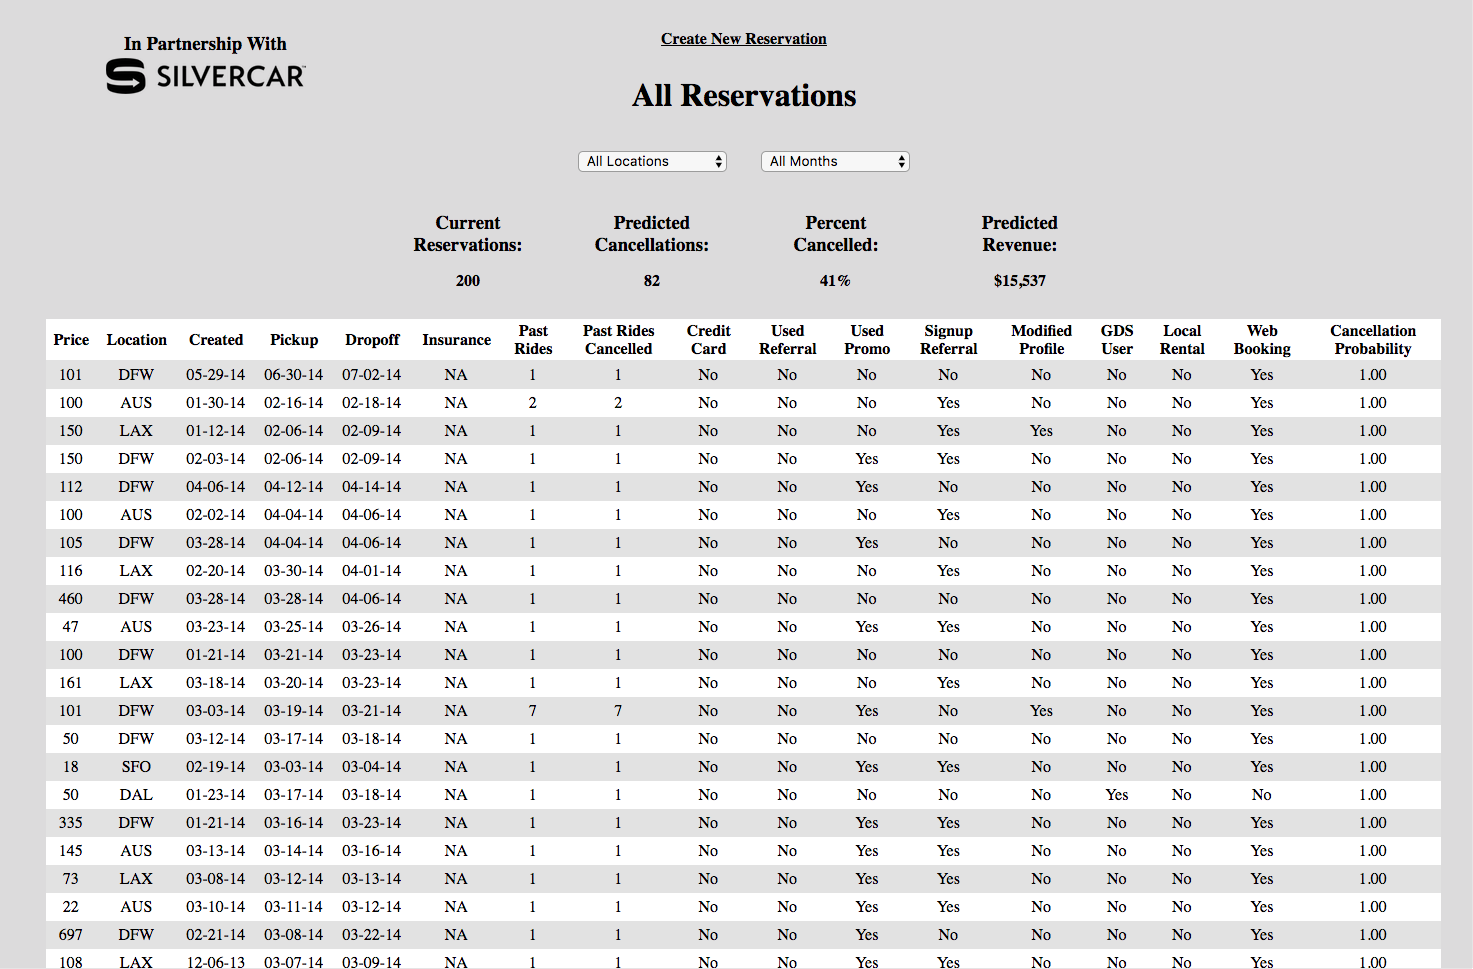 In Partnership With
SILVERCAR
Create New Reservation
All Reservations
All Locations All Months
Current Reservations: Predicted Cancellations: Percent Cancelled: Predicted Revenue:
200 82 41% $15,537
Price Location Created Pickup Dropoff Insurance Past Rides Past Rides Cancelled Credit Card Used Referral Used Promo Signup Referral Modified Profile GDS User Local Rental Web Booking Cancellation Probability
101 DFW 05-29-14 06-30-14 07-02-14 NA 1 1 No No No No No No No Yes 1.00
100 AUS 01-30-14 02-16-14 02-18-14 NA 2 2 No No No Yes No No No Yes 1.00
150 LAX 01-12-14 02-06-14 02-09-14 NA 1 1 No No No Yes Yes No No Yes 1.00
150 DFW 02-03-14 02-06-14 02-09-14 NA 1 1 No No Yes Yes No No No Yes 1.00
112 DFW 04-06-14 04-12-14 04-14-14 NA 1 1 No No Yes No No No No Yes 1.00
100 AUS 02-02-14 04-04-14 04-06-14 NA 1 1 No No No Yes No No No Yes 1.00
105 DFW 03-28-14 04-04-14 04-06-14 NA 1 1 No No Yes No No No No Yes 1.00
116 LAX 02-20-14 03-30-14 04-01-14 NA 1 1 No No No Yes No No No Yes 1.00
460 DFW 03-28-14 03-28-14 04-06-14 NA 1 1 No No No No No No No Yes 1.00
47 AUS 03-23-14 03-25-14 03-26-14 NA 1 1 No No Yes Yes No No No Yes 1.00
100 DFW 01-21-14 03-21-14 03-23-14 NA 1 1 No No No No No No No Yes 1.00
161 LAX 03-18-14 03-20-14 03-23-14 NA 1 1 No No No Yes No No No Yes 1.00
101 DFW 03-03-14 03-19-14 03-21-14 NA 7 7 No No Yes No Yes No No Yes 1.00
50 DFW 03-12-14 03-17-14 03-18-14 NA 1 1 No No No No No No No Yes 1.00
18 SFO 02-19-14 03-03-14 03-04-14 NA 1 1 No No Yes Yes No No No Yes 1.00
50 DAL 01-23-14 03-17-14 03-18-14 NA 1 1 No No No No No Yes No No 1.00
335 DFW 01-21-14 03-16-14 03-23-14 NA 1 1 No No Yes Yes No No No Yes 1.00
145 AUS 03-13-14 03-14-14 03-16-14 NA 1 1 No No Yes Yes No No No Yes 1.00
73 LAX 03-08-14 03-12-14 03-13-14 NA 1 1 No No Yes Yes No No No Yes 1.00
22 AUS 03-10-14 03-11-14 03-12-14 NA 1 1 No No Yes Yes No No No Yes 1.00
697 DFW 02-21-14 03-08-14 03-22-14 NA 1 1 No No Yes No No No No Yes 1.00
108 LAX 12-06-13 03-07-14 03-09-14 NA 1 1 No No Yes Yes No No No Yes 1.00